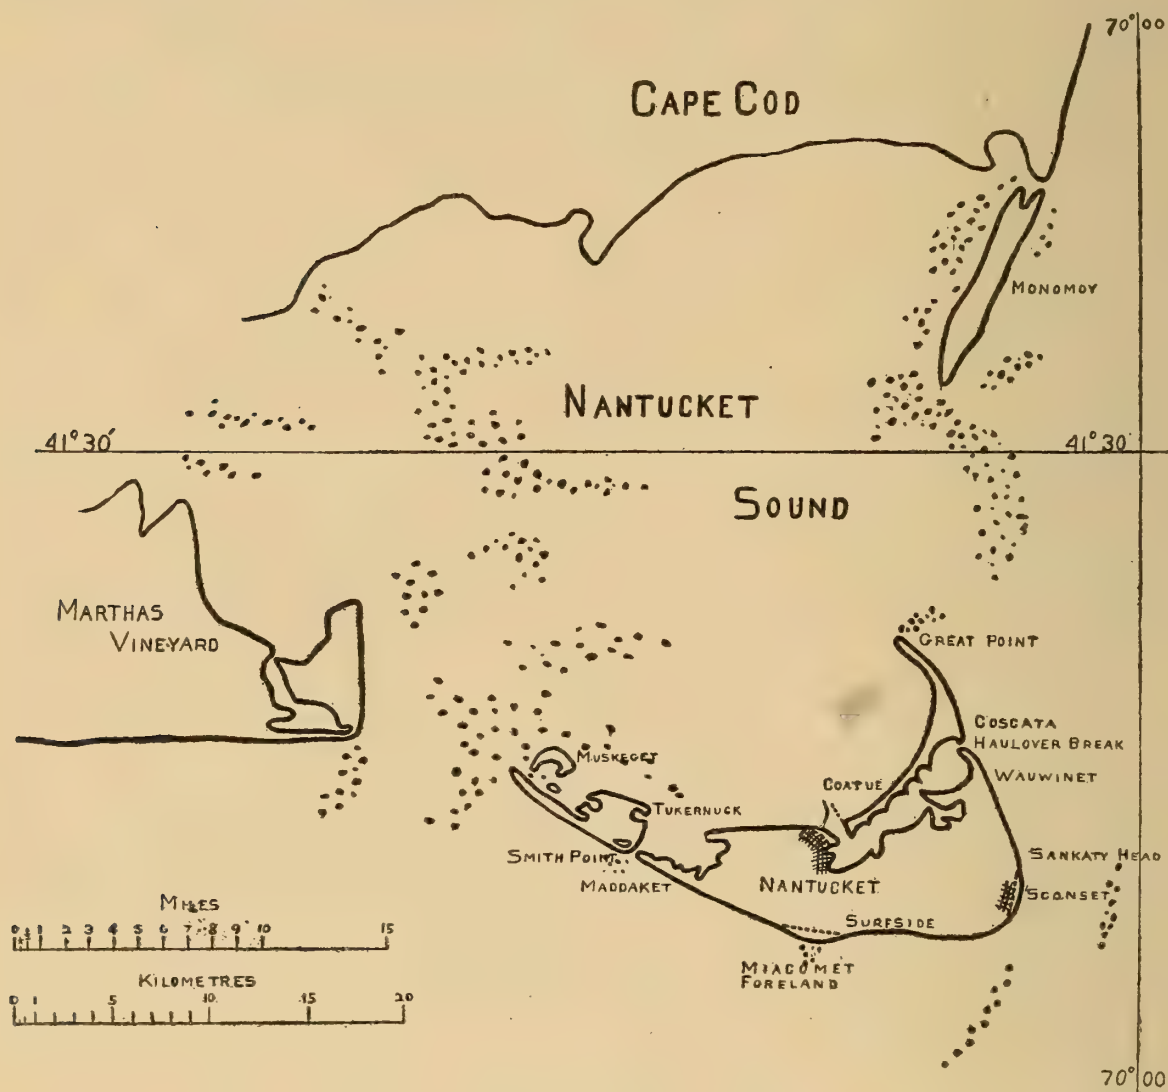 70°00
CAPE COD
MONOMOY
NANTUCKET
41°30′
41°30′
SOUND
MARTHAS
VINEYARD
GREAT POINT
COSCATA
HAULOVER BREAK
WAUWINET
MUSKEGET
COATUE
TUKERNUCK
SMITH POINT
MADDAKET
NANTUCKET
SANKATY HEAD
SCONSET
SURFSIDE
MIACOMET
FORELAND
MILES
0 ½ 1 2 3 4 5 6 7 8 9 10 15
KILOMETRES
0 1 5 10 15 20
70°00